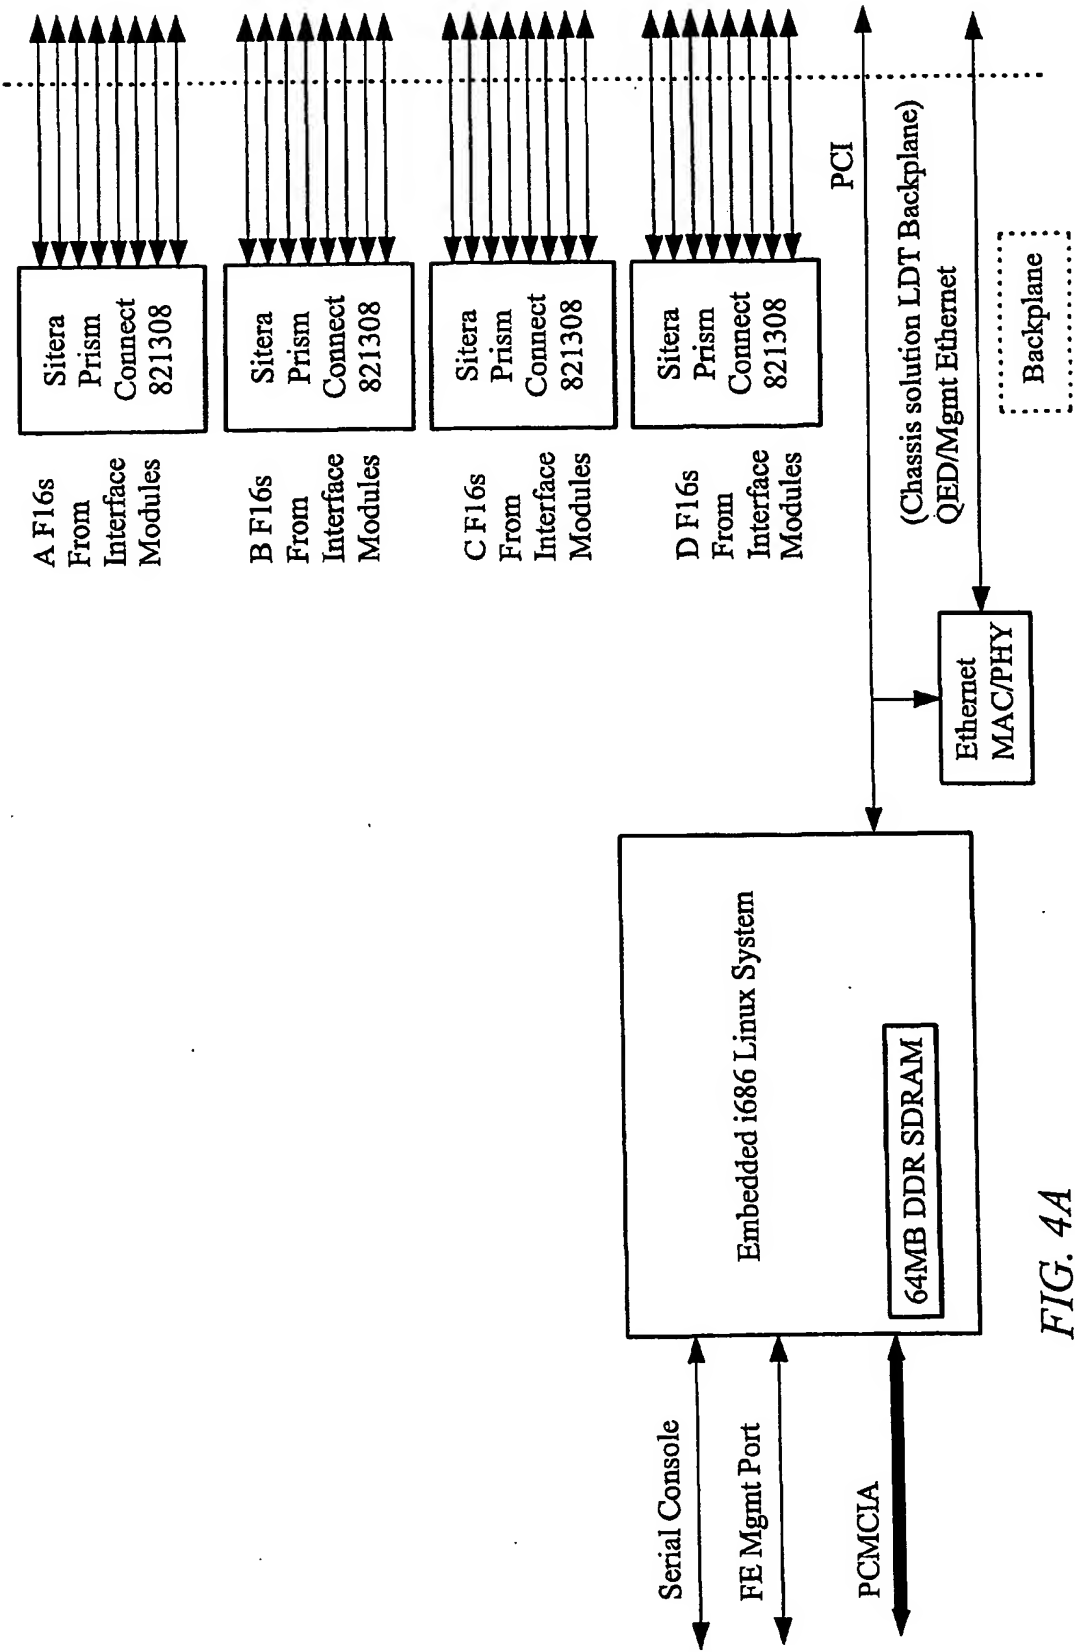 A F16s
From
Interface
Modules
Sitera
Prism
Connect
821308
B F16s
From
Interface
Modules
Sitera
Prism
Connect
821308
C F16s
From
Interface
Modules
Sitera
Prism
Connect
821308
D F16s
From
Interface
Modules
Sitera
Prism
Connect
821308
PCI
(Chassis solution LDT Backplane)
QED/Mgmt Ethernet
Backplane
Ethernet
MAC/PHY
Embedded i686 Linux System
64MB DDR SDRAM
Serial Console
FE Mgmt Port
PCMCIA
FIG. 4A